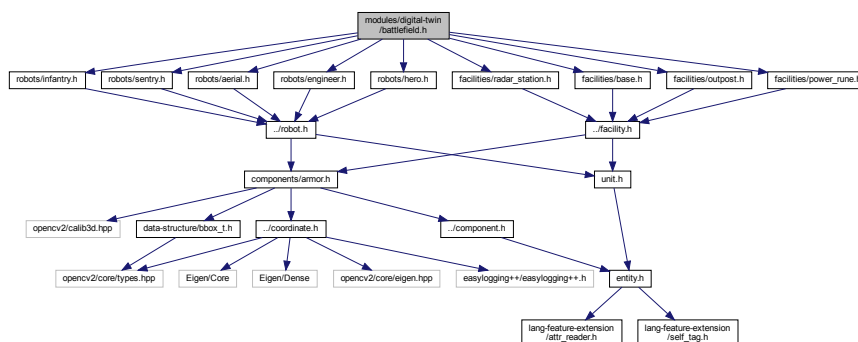 modules/digital-twin
/battlefield.h
robots/infantry.h
robots/sentry.h
robots/aerial.h
robots/engineer.h
robots/hero.h
facilities/radar_station.h
facilities/base.h
facilities/outpost.h
facilities/power_rune.h
../robot.h
../facility.h
components/armor.h
unit.h
opencv2/calib3d.hpp
data-structure/bbox_t.h
../coordinate.h
../component.h
opencv2/core/types.hpp
Eigen/Core
Eigen/Dense
opencv2/core/eigen.hpp
easylogging++/easylogging++.h
entity.h
lang-feature-extension
/attr_reader.h
lang-feature-extension
/self_tag.h